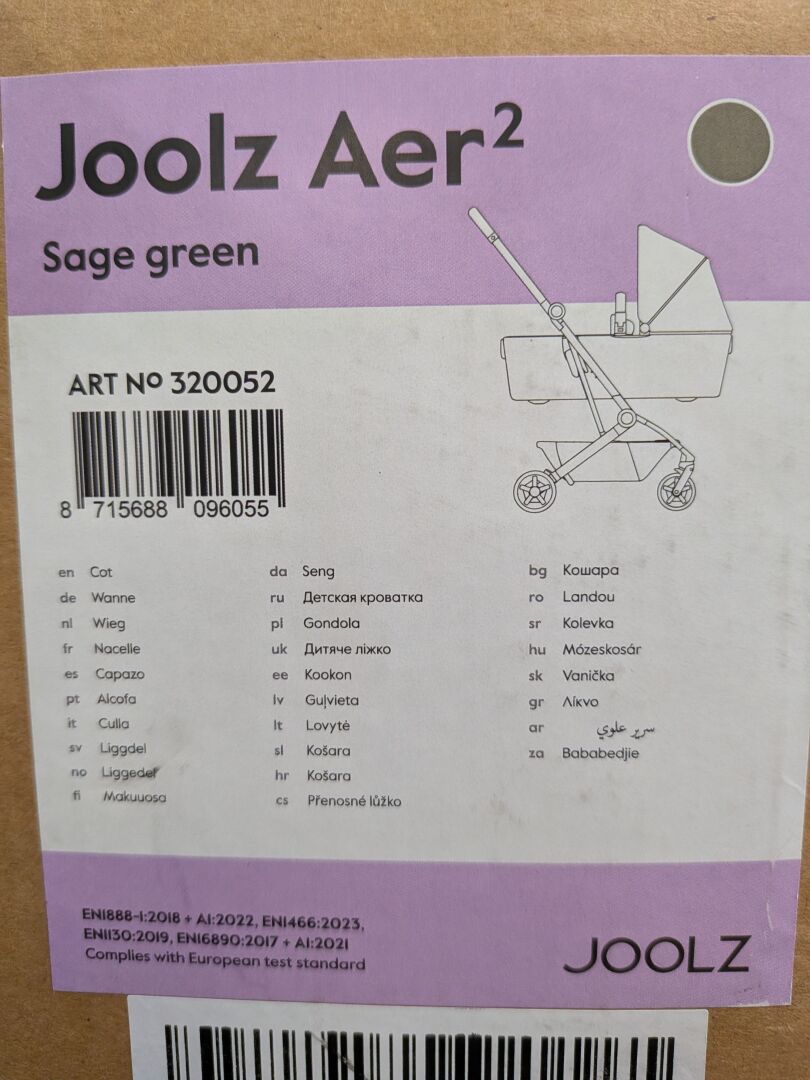 Joolz Aer²
Sage green
ART Nº 320052
8 715688 096055
en Cot
de Wanne
nl Wieg
fr Nacelle
es Capazo
pt Alcofa
it Culla
sv Liggdel
no Liggedel
fi Makuuosa
da Seng
ru Детская кроватка
pl Gondola
uk Дитяче ліжко
ee Kookon
lv Guļvieta
lt Lovytė
sl Košara
hr Košara
cs Přenosné lůžko
bg Кошара
ro Landou
sr Kolevka
hu Mózeskosár
sk Vanička
gr Λίκνο
ar سرير علوي
za Bababedjie
EN1888-1:2018 + A1:2022, EN1466:2023,
EN1130:2019, EN16890:2017 + A1:2021
Complies with European test standard
JOOLZ